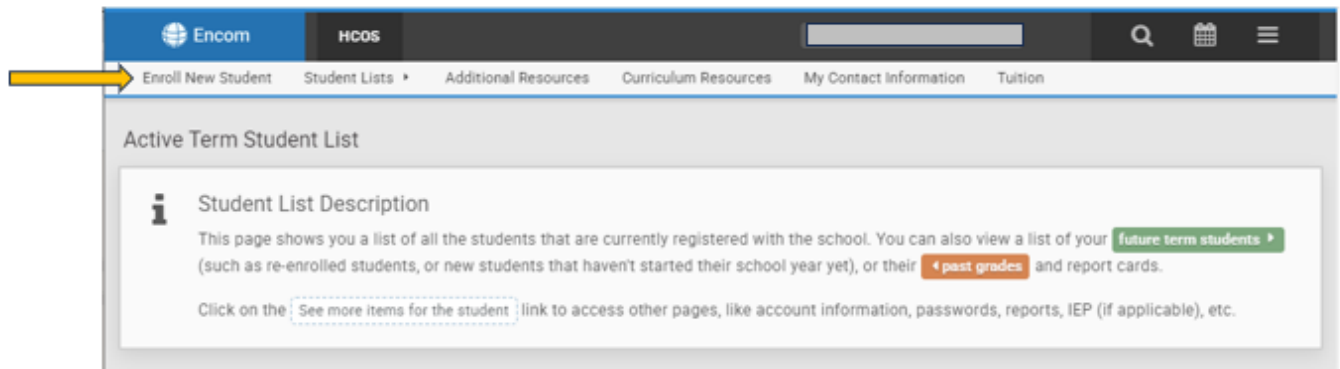 Encom HCOS
Enroll New Student Student Lists Additional Resources Curriculum Resources My Contact Information Tuition
Active Term Student List
Student List Description
This page shows you a list of all the students that are currently registered with the school. You can also view a list of your future term students
(such as re-enrolled students, or new students that haven't started their school year yet), or their past grades and report cards.
Click on the See more items for the student link to access other pages, like account information, passwords, reports, IEP (if applicable), etc.